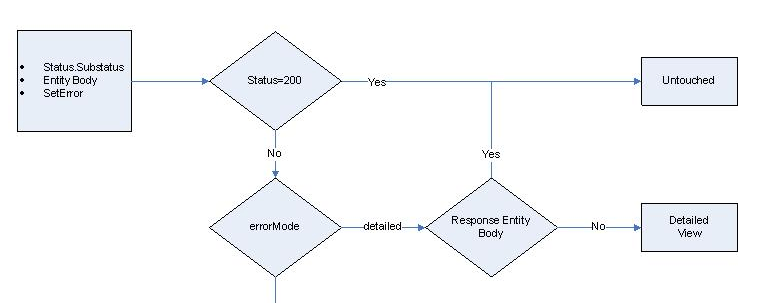 Status.Substatus
Entity Body
SetError
Status=200
Yes
Untouched
No
Yes
errorMode
detailed
Response Entity
Body
No
Detailed
View